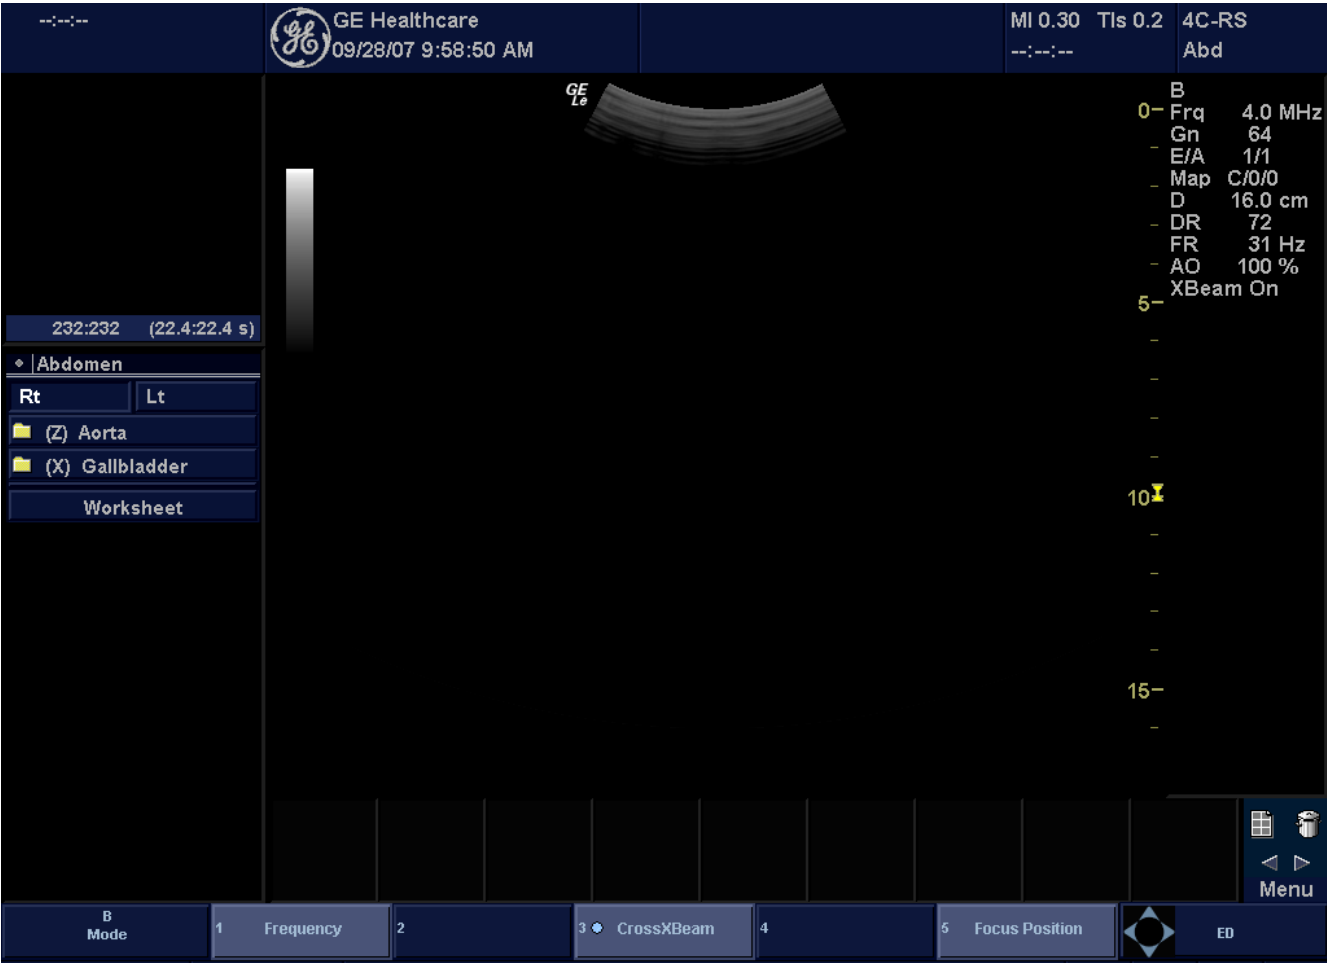 --:--:--
GE Healthcare
09/28/07 9:58:50 AM
MI 0.30 TIs 0.2
--:--:--
4C-RS
Abd
GE
Le
B
Frq 4.0 MHz
Gn 64
E/A 1/1
Map C/0/0
D 16.0 cm
DR 72
FR 31 Hz
AO 100 %
XBeam On
0
5
10
15
232:232 (22.4:22.4 s)
Abdomen
Rt Lt
(Z) Aorta
(X) Gallbladder
Worksheet
Menu
B
Mode
1 Frequency
2
3 CrossXBeam
4
5 Focus Position
ED